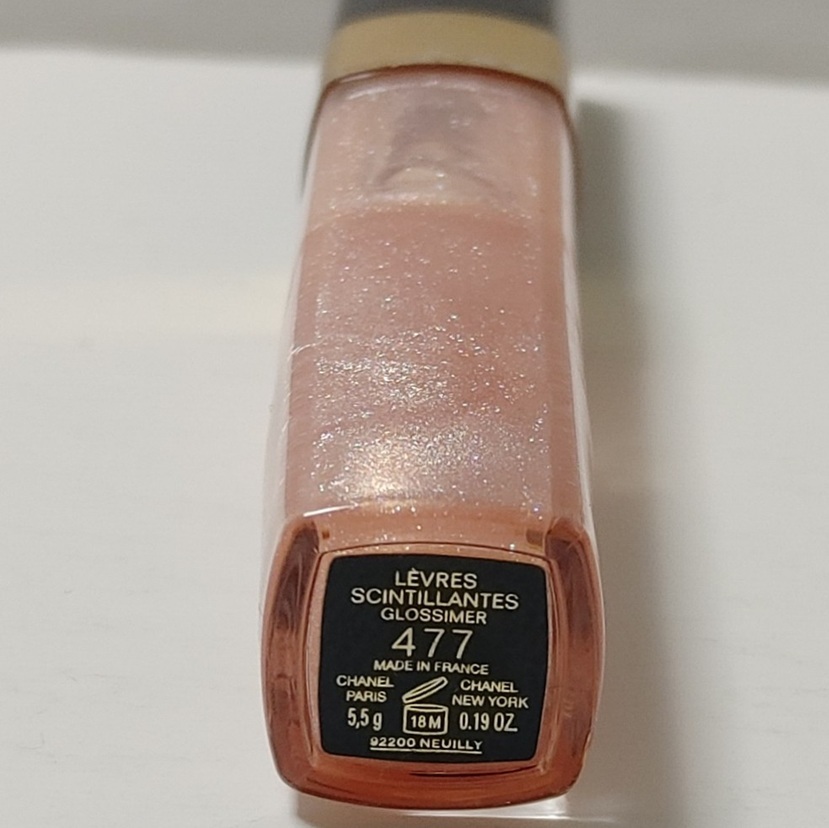 LÈVRES
SCINTILLANTES
GLOSSIMER
477
MADE IN FRANCE
CHANEL PARIS
CHANEL NEW YORK
5,5 g 18M 0.19 OZ.
92200 NEUILLY